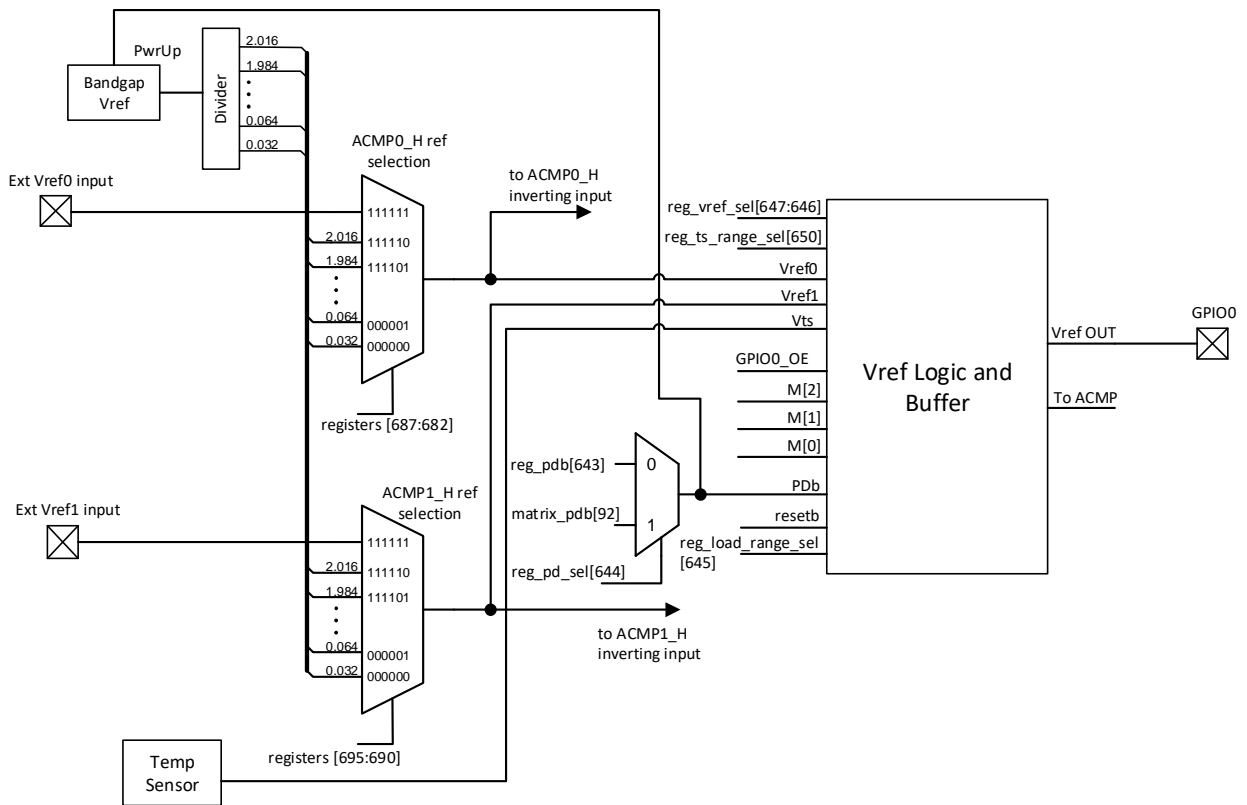 PwrUp
Bandgap
Vref
Divider
2.016
1.984
0.064
0.032
Ext Vref0 input
ACMP0_H ref
selection
111111
2.016
111110
1.984
111101
0.064
000001
0.032
000000
registers [687:682]
to ACMP0_H
inverting input
Ext Vref1 input
ACMP1_H ref
selection
111111
2.016
111110
1.984
111101
0.064
000001
0.032
000000
registers [695:690]
to ACMP1_H
inverting input
Temp
Sensor
reg_pdb[643]
0
matrix_pdb[92]
1
reg_pd_sel[644]
reg_vref_sel[647:646]
reg_ts_range_sel[650]
Vref0
Vref1
Vts
GPIO0_OE
M[2]
M[1]
M[0]
PDb
resetb
reg_load_range_sel
[645]
Vref Logic and
Buffer
Vref OUT
To ACMP
GPIO0